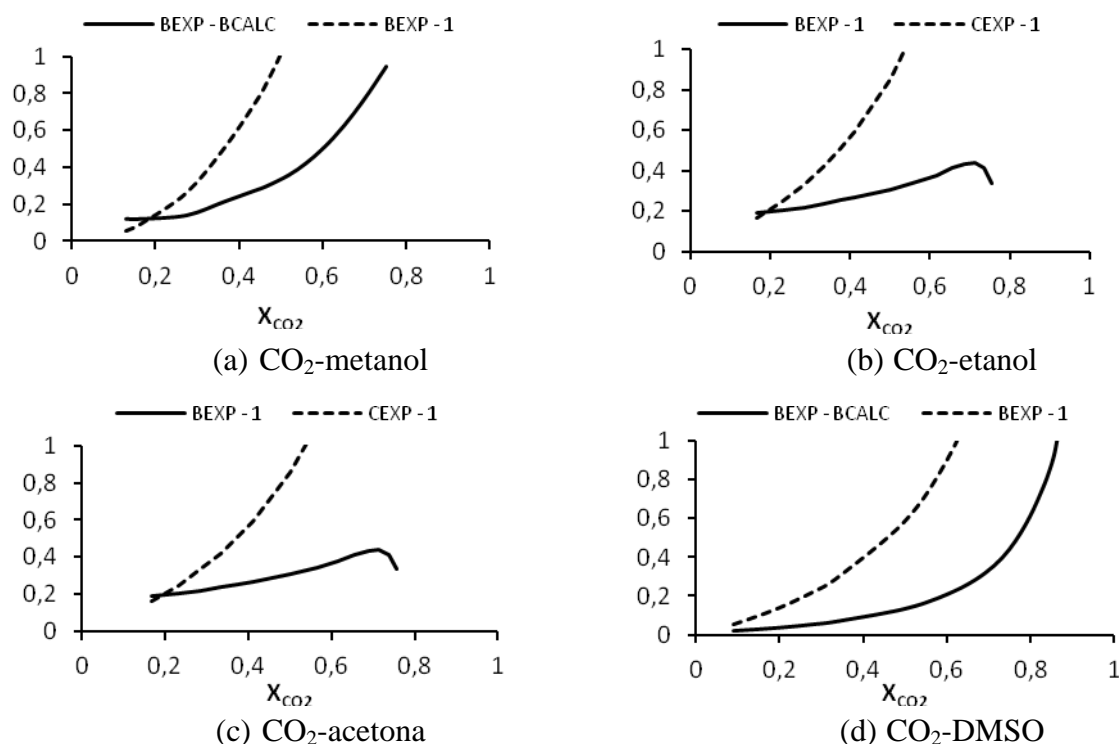 BEXP - BCALC BEXP - 1
1
0,8
0,6
0,4
0,2
0
0 0,2 0,4 0,6 0,8 1
XCO2
(a) CO2-metanol
BEXP - 1 CEXP - 1
1
0,8
0,6
0,4
0,2
0
0 0,2 0,4 0,6 0,8 1
XCO2
(b) CO2-etanol
BEXP - 1 CEXP - 1
1
0,8
0,6
0,4
0,2
0
0 0,2 0,4 0,6 0,8 1
XCO2
(c) CO2-acetona
BEXP - BCALC BEXP - 1
1
0,8
0,6
0,4
0,2
0
0 0,2 0,4 0,6 0,8 1
XCO2
(d) CO2-DMSO